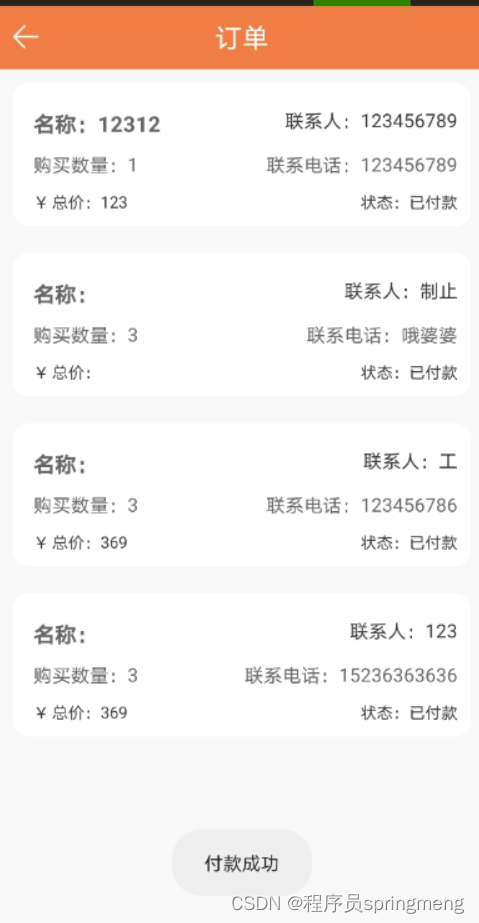 订单
名称：12312 联系人：123456789
购买数量：1 联系电话：123456789
￥ 总价：123 状态：已付款
名称： 联系人：制止
购买数量：3 联系电话：哦婆婆
￥ 总价： 状态：已付款
名称： 联系人：工
购买数量：3 联系电话：123456786
￥ 总价：369 状态：已付款
名称： 联系人：123
购买数量：3 联系电话：15236363636
￥ 总价：369 状态：已付款
付款成功
CSDN @程序员springmeng